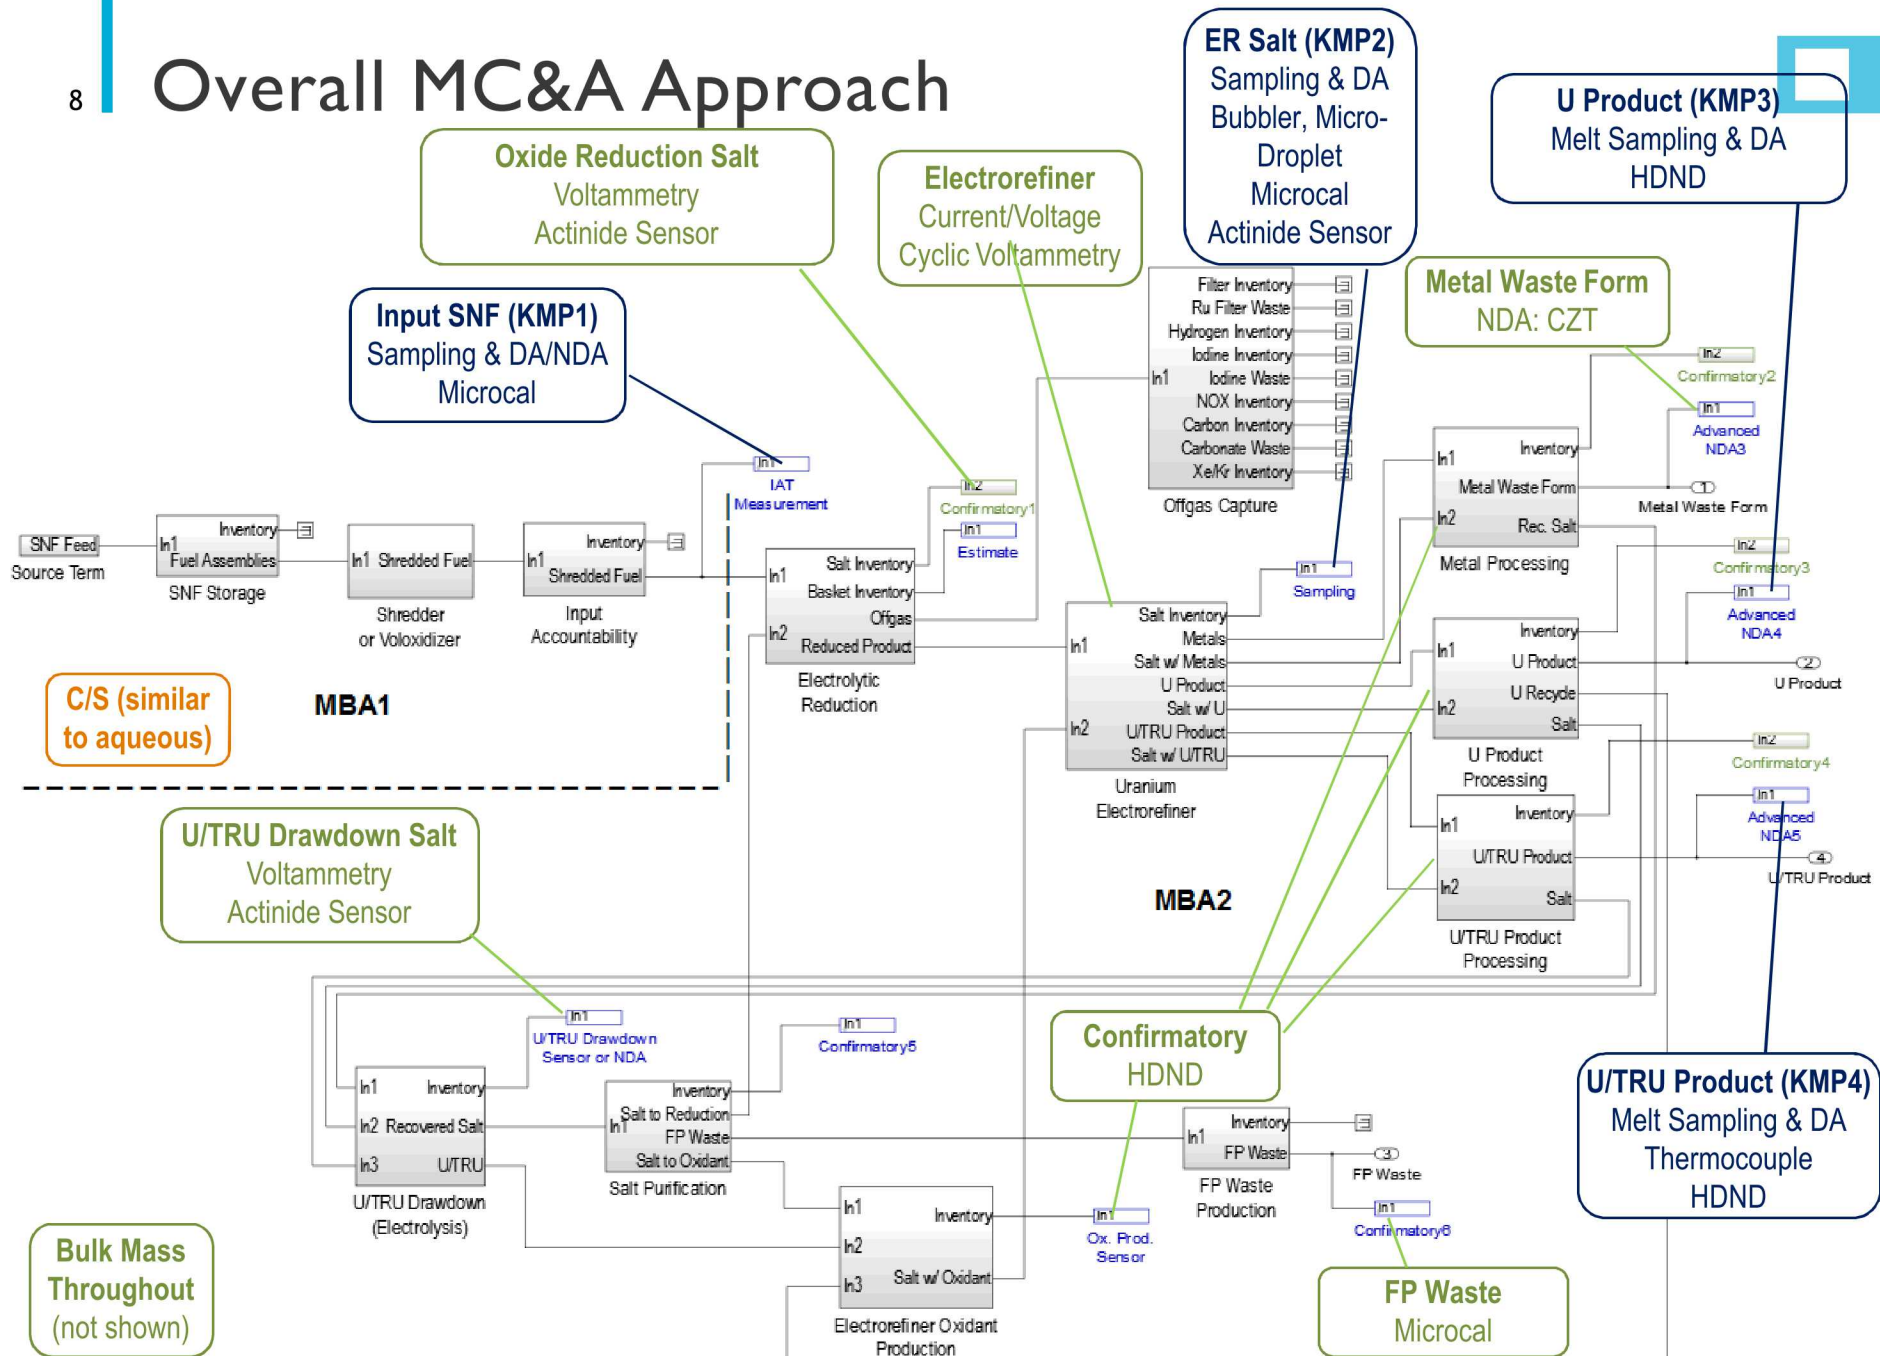 8
Overall MC&A Approach
ER Salt (KMP2)
Sampling & DA
Bubbler, Micro-
Droplet
Microcal
Actinide Sensor
U Product (KMP3)
Melt Sampling & DA
HDND
Oxide Reduction Salt
Voltammetry
Actinide Sensor
Electrorefiner
Current/Voltage
Cyclic Voltammetry
Input SNF (KMP1)
Sampling & DA/NDA
Microcal
Metal Waste Form
NDA: CZT
Filter Inventory
Ru Filter Waste
Hydrogen Inventory
Iodine Inventory
In1
Iodine Waste
NOX Inventory
Carbon Inventory
Carbonate Waste
Xe/Kr Inventory
Offgas Capture
In2
Confirmatory2
In1
Advanced
NDA3
In1
Inventory
Metal Waste Form
In2
Rec. Salt
Metal Processing
1
Metal Waste Form
In1
IAT
Measurement
In2
Confirmatory1
In1
Estimate
SNF Feed
Source Term
In1
Inventory
Fuel Assemblies
SNF Storage
In1 Shredded Fuel
Shredder
or Voloxidizer
In1
Inventory
Shredded Fuel
Input
Accountability
In1
Salt Inventory
Basket Inventory
Offgas
In2
Reduced Product
Electrolytic
Reduction
In1
Sampling
In2
Confirmatory3
In1
Advanced
NDA4
Salt Inventory
In1
Metals
Salt w/ Metals
U Product
Salt w/ U
In2
U/TRU Product
Salt w/ U/TRU
Uranium
Electrorefiner
In1
Inventory
U Product
U Recycle
In2
Salt
U Product
Processing
2
U Product
C/S (similar
to aqueous)
MBA1
In2
Confirmatory4
In1
Advanced
NDA5
In1
Inventory
U/TRU Product
In2
Salt
U/TRU Product
Processing
4
U/TRU Product
U/TRU Drawdown Salt
Voltammetry
Actinide Sensor
MBA2
In1
U/TRU Drawdown
Sensor or NDA
In1
Confirmatory5
Confirmatory
HDND
U/TRU Product (KMP4)
Melt Sampling & DA
Thermocouple
HDND
In1
Inventory
In2 Recovered Salt
In3
U/TRU
U/TRU Drawdown
(Electrolysis)
Inventory
Salt to Reduction
In1
FP Waste
Salt to Oxidant
Salt Purification
In1
Inventory
FP Waste
FP Waste
Production
3
FP Waste
In1
Confirmatory6
In1
Inventory
In2
In3
Salt w/ Oxidant
Electrorefiner Oxidant
Production
In1
Ox. Prod.
Sensor
Bulk Mass
Throughout
(not shown)
FP Waste
Microcal